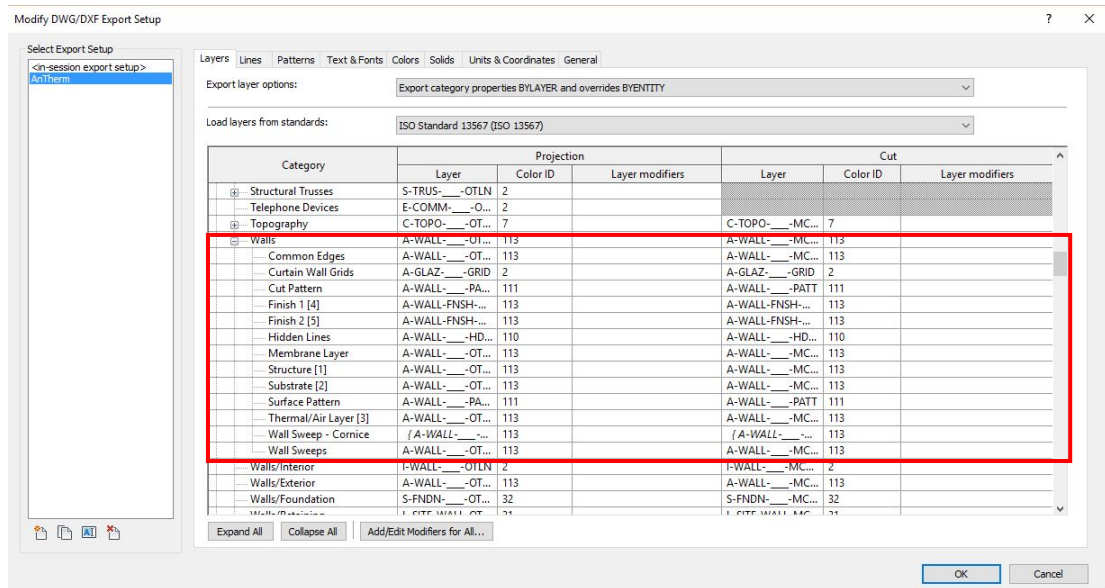 Modify DWG/DXF Export Setup ? ×
Select Export Setup
<in-session export setup>
AnTherm
Layers Lines Patterns Text & Fonts Colors Solids Units & Coordinates General
Export layer options: Export category properties BYLAYER and overrides BYENTITY
Load layers from standards: ISO Standard 13567 (ISO 13567)
Category Projection Cut
Layer Color ID Layer modifiers Layer Color ID Layer modifiers
Structural Trusses S-TRUS-___-OTLN 2
Telephone Devices E-COMM-___-O... 2
Topography C-TOPO-___-OT... 7 C-TOPO-___-MC... 7
Walls A-WALL-___-OT... 113 A-WALL-___-MC... 113
Common Edges A-WALL-___-OT... 113 A-WALL-___-MC... 113
Curtain Wall Grids A-GLAZ-___-GRID 2 A-GLAZ-___-GRID 2
Cut Pattern A-WALL-___-PA... 111 A-WALL-___-PATT 111
Finish 1 [4] A-WALL-FNSH-... 113 A-WALL-FNSH-... 113
Finish 2 [5] A-WALL-FNSH-... 113 A-WALL-FNSH-... 113
Hidden Lines A-WALL-___-HD... 110 A-WALL-___-HD... 110
Membrane Layer A-WALL-___-OT... 113 A-WALL-___-MC... 113
Structure [1] A-WALL-___-OT... 113 A-WALL-___-MC... 113
Substrate [2] A-WALL-___-OT... 113 A-WALL-___-MC... 113
Surface Pattern A-WALL-___-PA... 111 A-WALL-___-PATT 111
Thermal/Air Layer [3] A-WALL-___-OT... 113 A-WALL-___-MC... 113
Wall Sweep - Cornice { A-WALL-___-... 113 { A-WALL-___-... 113
Wall Sweeps A-WALL-___-OT... 113 A-WALL-___-MC... 113
Walls/Interior I-WALL-___-OTLN 2 I-WALL-___-MC... 2
Walls/Exterior A-WALL-___-OT... 113 A-WALL-___-MC... 113
Walls/Foundation S-FNDN-___-OT... 32 S-FNDN-___-MC... 32
Expand All Collapse All Add/Edit Modifiers for All...
OK Cancel